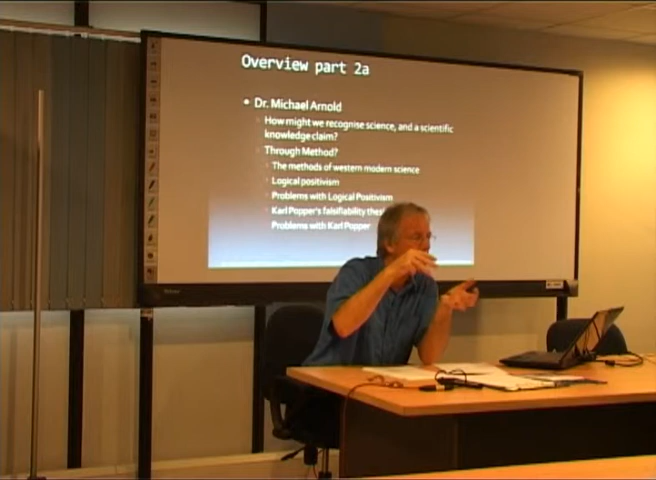 Overview part 2a
• Dr. Michael Arnold
How might we recognise science, and a scientific
knowledge claim?
Through Method?
The methods of western modern science
Logical positivism
Problems with Logical Positivism
Karl Popper's falsifiability
Problems with Karl Popper